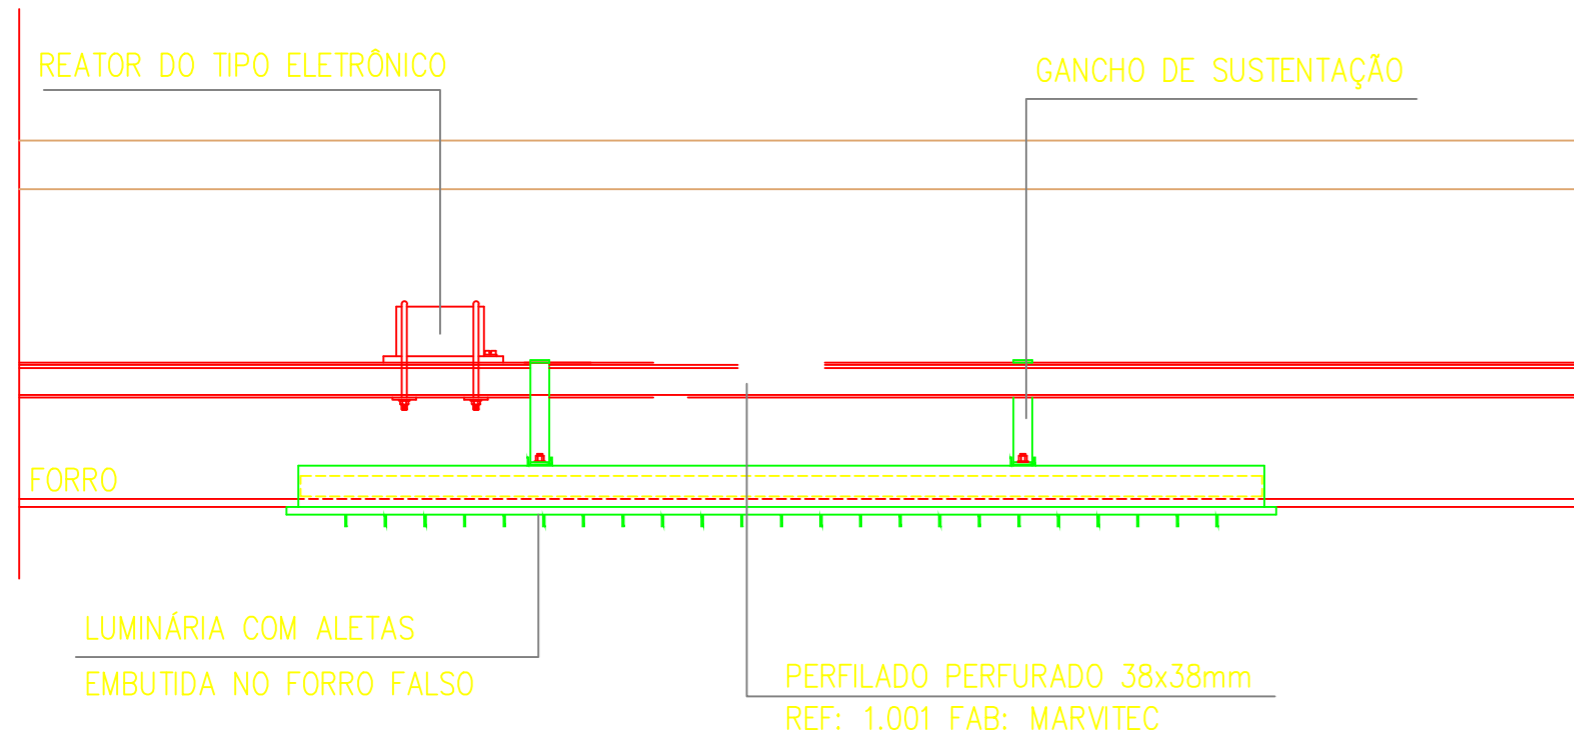 REATOR DO TIPO ELETRÔNICO
GANCHO DE SUSTENTAÇÃO
FORRO
LUMINÁRIA COM ALETAS
EMBUTIDA NO FORRO FALSO
PERFILADO PERFURADO 38x38mm
REF: 1.001 FAB: MARVITEC